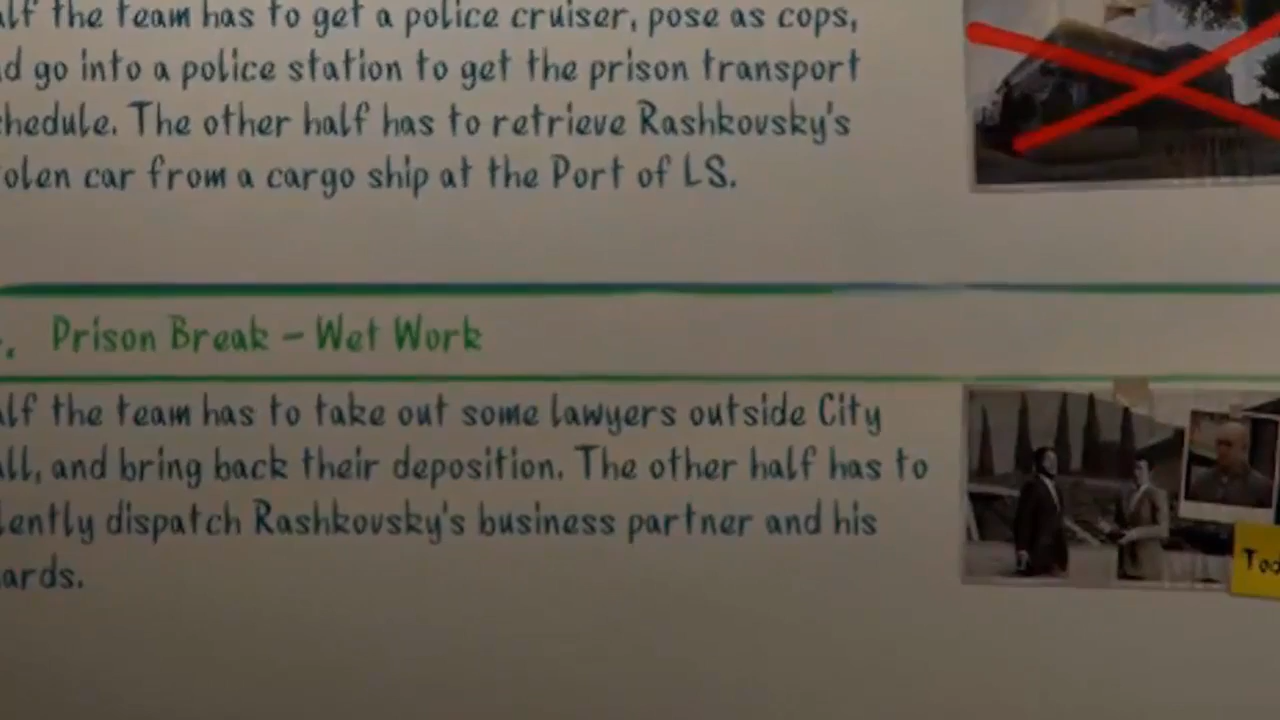 alf the team has to get a police cruiser, pose as cops,
d go into a police station to get the prison transport
chedule. The other half has to retrieve Rashkovsky's
olen car from a cargo ship at the Port of LS.
. Prison Break - Wet Work
alf the team has to take out some lawyers outside City
all, and bring back their deposition. The other half has to
lently dispatch Rashkovsky's business partner and his
ards.